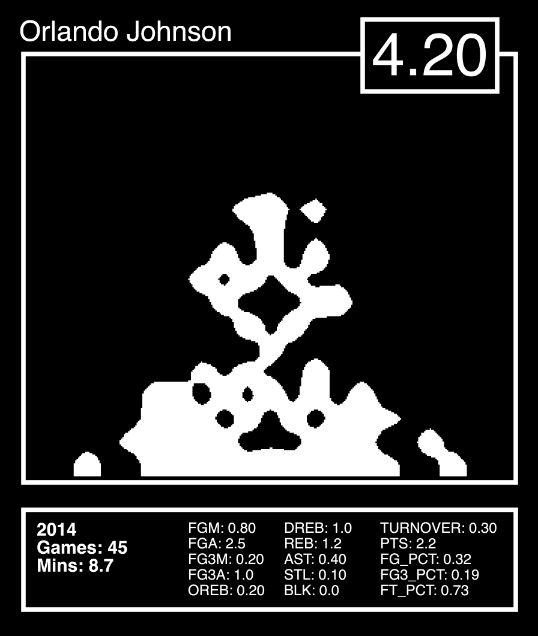 Orlando Johnson
4.20
2014
Games: 45
Mins: 8.7
FGM: 0.80
FGA: 2.5
FG3M: 0.20
FG3A: 1.0
OREB: 0.20
DREB: 1.0
REB: 1.2
AST: 0.40
STL: 0.10
BLK: 0.0
TURNOVER: 0.30
PTS: 2.2
FG_PCT: 0.32
FG3_PCT: 0.19
FT_PCT: 0.73